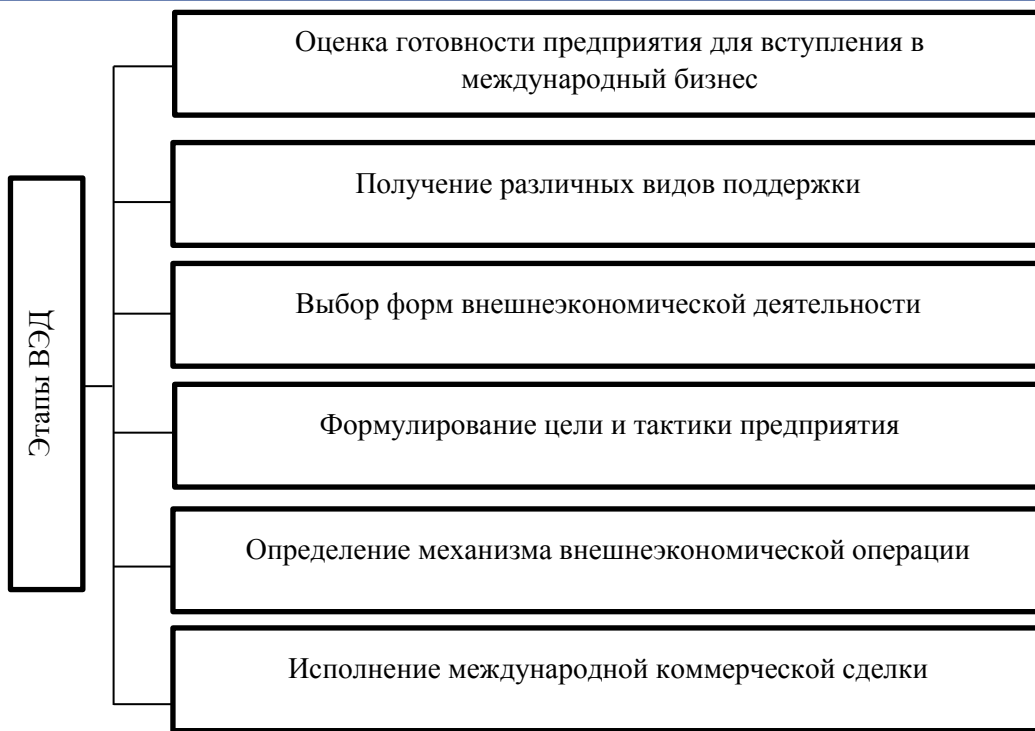 Этапы ВЭД
Оценка готовности предприятия для вступления в
международный бизнес
Получение различных видов поддержки
Выбор форм внешнеэкономической деятельности
Формулирование цели и тактики предприятия
Определение механизма внешнеэкономической операции
Исполнение международной коммерческой сделки